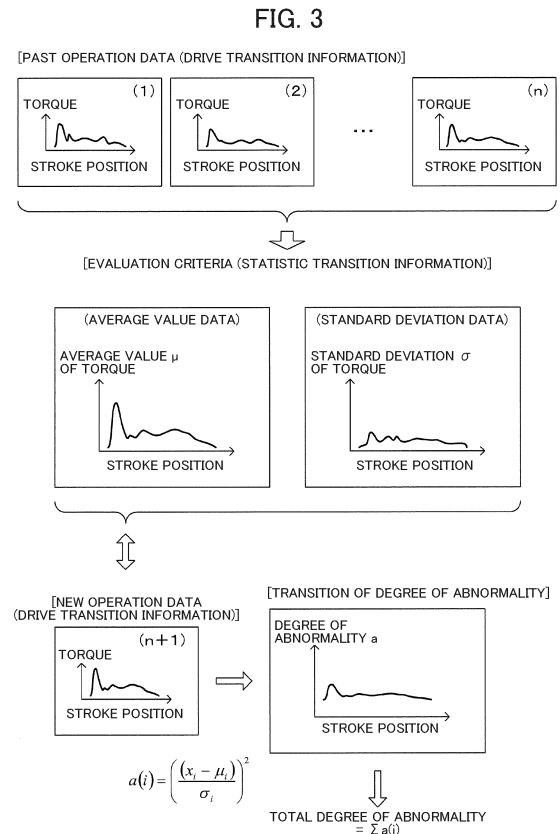 FIG. 3
[PAST OPERATION DATA (DRIVE TRANSITION INFORMATION)]
(1)
TORQUE
STROKE POSITION
(2)
TORQUE
STROKE POSITION
...
(n)
TORQUE
STROKE POSITION
[EVALUATION CRITERIA (STATISTIC TRANSITION INFORMATION)]
(AVERAGE VALUE DATA)
AVERAGE VALUE μ
OF TORQUE
STROKE POSITION
(STANDARD DEVIATION DATA)
STANDARD DEVIATION σ
OF TORQUE
STROKE POSITION
[NEW OPERATION DATA
(DRIVE TRANSITION INFORMATION)]
(n+1)
TORQUE
STROKE POSITION
[TRANSITION OF DEGREE OF ABNORMALITY]
DEGREE OF
ABNORMALITY a
STROKE POSITION
a(i) = ((x_i − μ_i) / σ_i)^2
TOTAL DEGREE OF ABNORMALITY
= Σa(i)